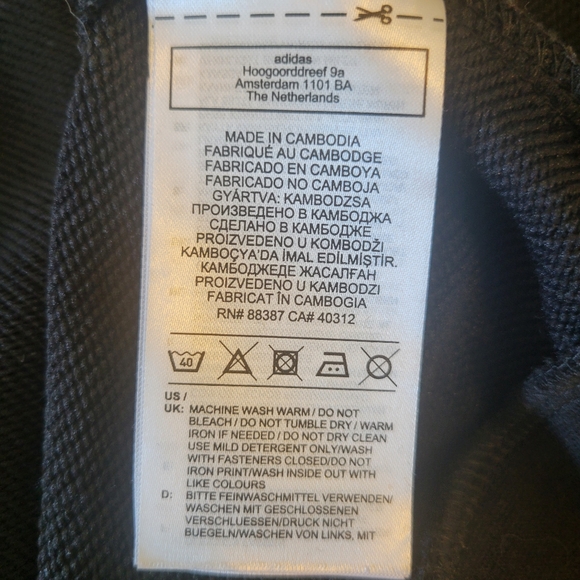 adidas
Hoogoorddreef 9a
Amsterdam 1101 BA
The Netherlands
MADE IN CAMBODIA
FABRIQUÉ AU CAMBODGE
FABRICADO EN CAMBOYA
FABRICADO NO CAMBOJA
GYÁRTVA: KAMBODZSA
ПРОИЗВЕДЕНО В КАМБОДЖА
СДЕЛАНО В КАМБОДЖЕ
PROIZVEDENO U KOMBODŽI
KAMBOÇYA'DA İMAL EDİLMİŞTİR.
КАМБОДЖЕДЕ ЖАСАЛҒАН
PROIZVEDENO U KAMBODZI
FABRICAT ÎN CAMBOGIA
RN# 88387 CA# 40312
40
US /
UK: MACHINE WASH WARM / DO NOT
BLEACH / DO NOT TUMBLE DRY / WARM
IRON IF NEEDED / DO NOT DRY CLEAN
USE MILD DETERGENT ONLY/WASH
WITH FASTENERS CLOSED/DO NOT
IRON PRINT/WASH INSIDE OUT WITH
LIKE COLOURS
D: BITTE FEINWASCHMITTEL VERWENDEN/
WASCHEN MIT GESCHLOSSENEN
VERSCHLUESSEN/DRUCK NICHT
BUEGELN/WASCHEN VON LINKS, MIT